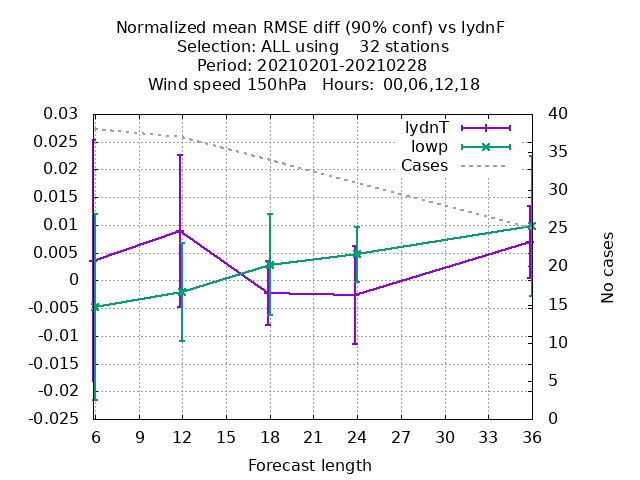 Normalized mean RMSE diff (90% conf) vs lydnF
Selection: ALL using    32 stations
Period: 20210201-20210228
Wind speed 150hPa   Hours:  00,06,12,18
0.03
0.025
0.02
0.015
0.01
0.005
0
-0.005
-0.01
-0.015
-0.02
-0.025
40
35
30
25
20
15
10
5
0
lydnT
lowp
Cases
No cases
6 9 12 15 18 21 24 27 30 33 36
Forecast length